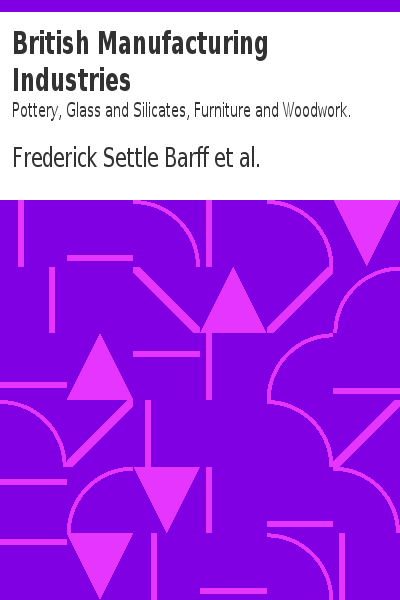 British Manufacturing
Industries
Pottery, Glass and Silicates, Furniture and Woodwork.
Frederick Settle Barff et al.